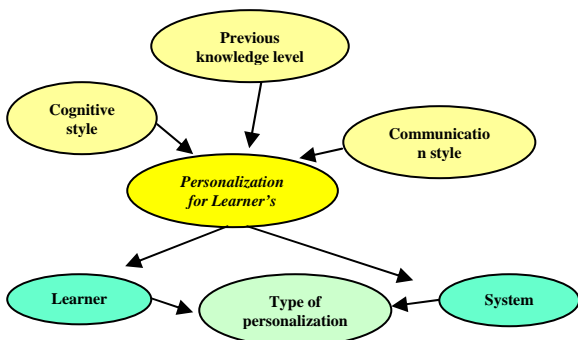 Previous
knowledge level
Cognitive
style
Communicatio
n style
Personalization
for Learner's
Learner
Type of
personalization
System